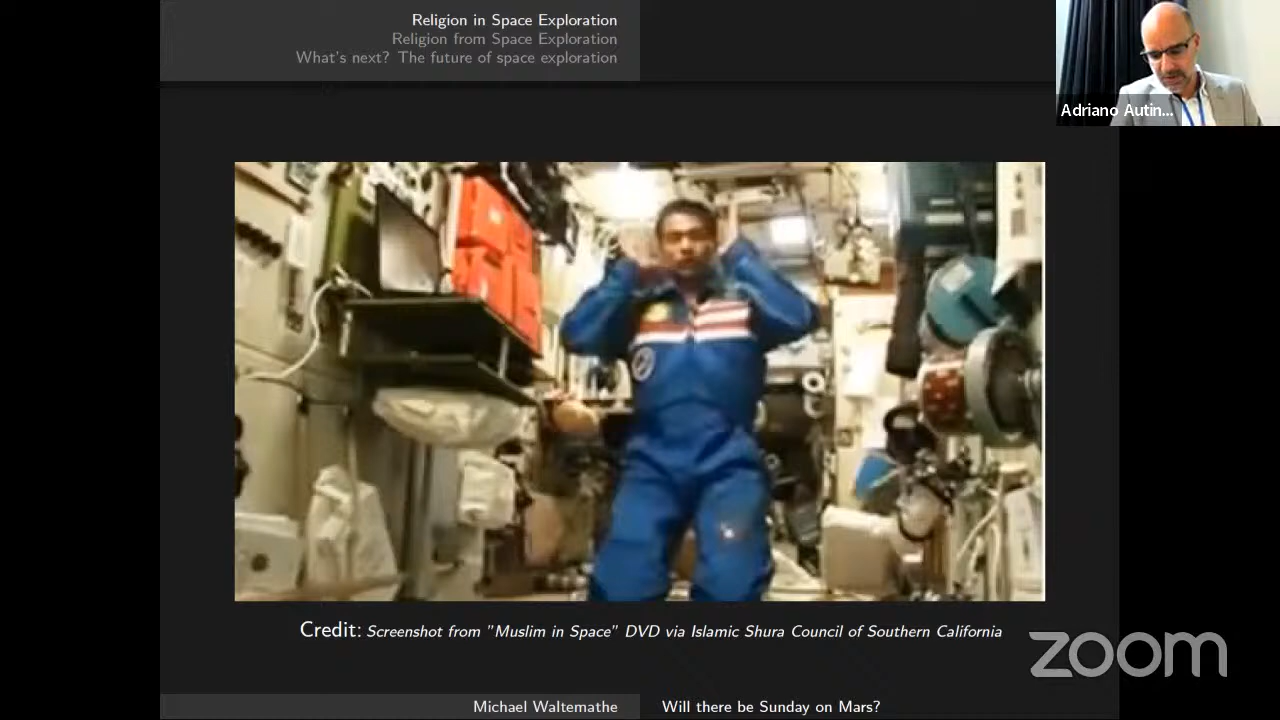 Religion in Space Exploration
Religion from Space Exploration
What's next? The future of space exploration
Adriano Autin...
Credit: Screenshot from "Muslim in Space" DVD via Islamic Shura Council of Southern California
zoom
Michael Waltemathe
Will there be Sunday on Mars?